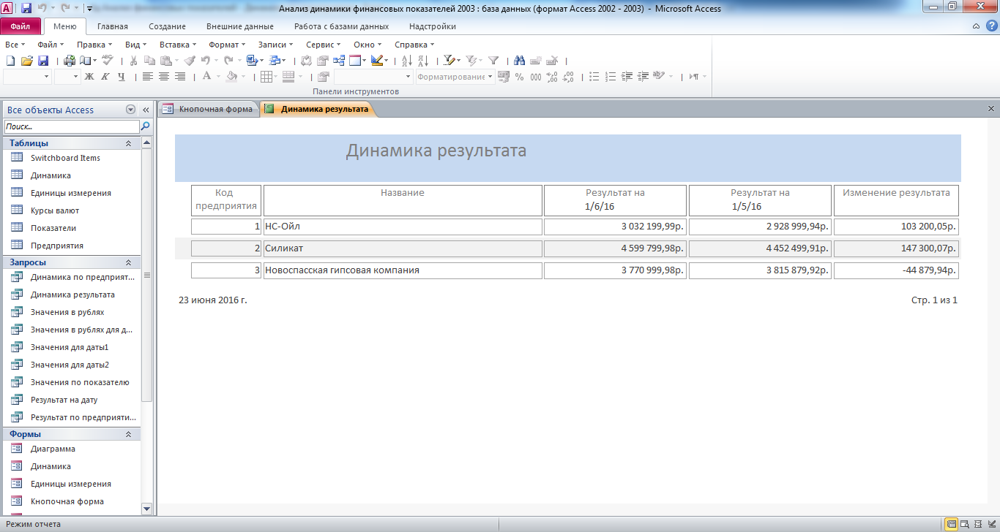 Анализ динамики финансовых показателей 2003 : база данных (формат Access 2002 - 2003) - Microsoft Access
Файл Меню Главная Создание Внешние данные Работа с базами данных Надстройки
Все Файл Правка Вид Вставка Формат Записи Сервис Окно Справка
Ж К Ч Форматирование % 000
Панели инструментов
Все объекты Access
Поиск...
Таблицы
Switchboard Items
Динамика
Единицы измерения
Курсы валют
Показатели
Предприятия
Запросы
Динамика по предприят...
Динамика результата
Значения в рублях
Значения в рублях для д...
Значения для даты1
Значения для даты2
Значения по показателю
Результат на дату
Результат по предприяти...
Формы
Диаграмма
Динамика
Единицы измерения
Кнопочная форма
Кнопочная форма Динамика результата
Динамика результата
Код предприятия Название Результат на 1/6/16 Результат на 1/5/16 Изменение результата
1 НС-Ойл 3 032 199,99р. 2 928 999,94р. 103 200,05р.
2 Силикат 4 599 799,98р. 4 452 499,91р. 147 300,07р.
3 Новоспасская гипсовая компания 3 770 999,98р. 3 815 879,92р. -44 879,94р.
23 июня 2016 г. Стр. 1 из 1
Режим отчета